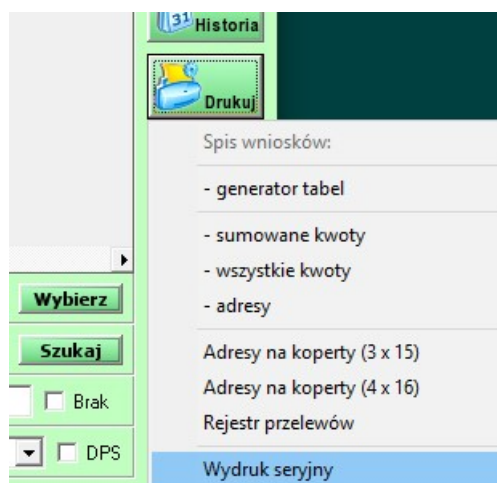 31 Historia
Drukuj
Spis wniosków:
- generator tabel
- sumowane kwoty
- wszystkie kwoty
- adresy
Wybierz
Szukaj
Adresy na koperty (3 x 15)
Adresy na koperty (4 x 16)
Brak
Rejestr przelewów
DPS
Wydruk seryjny